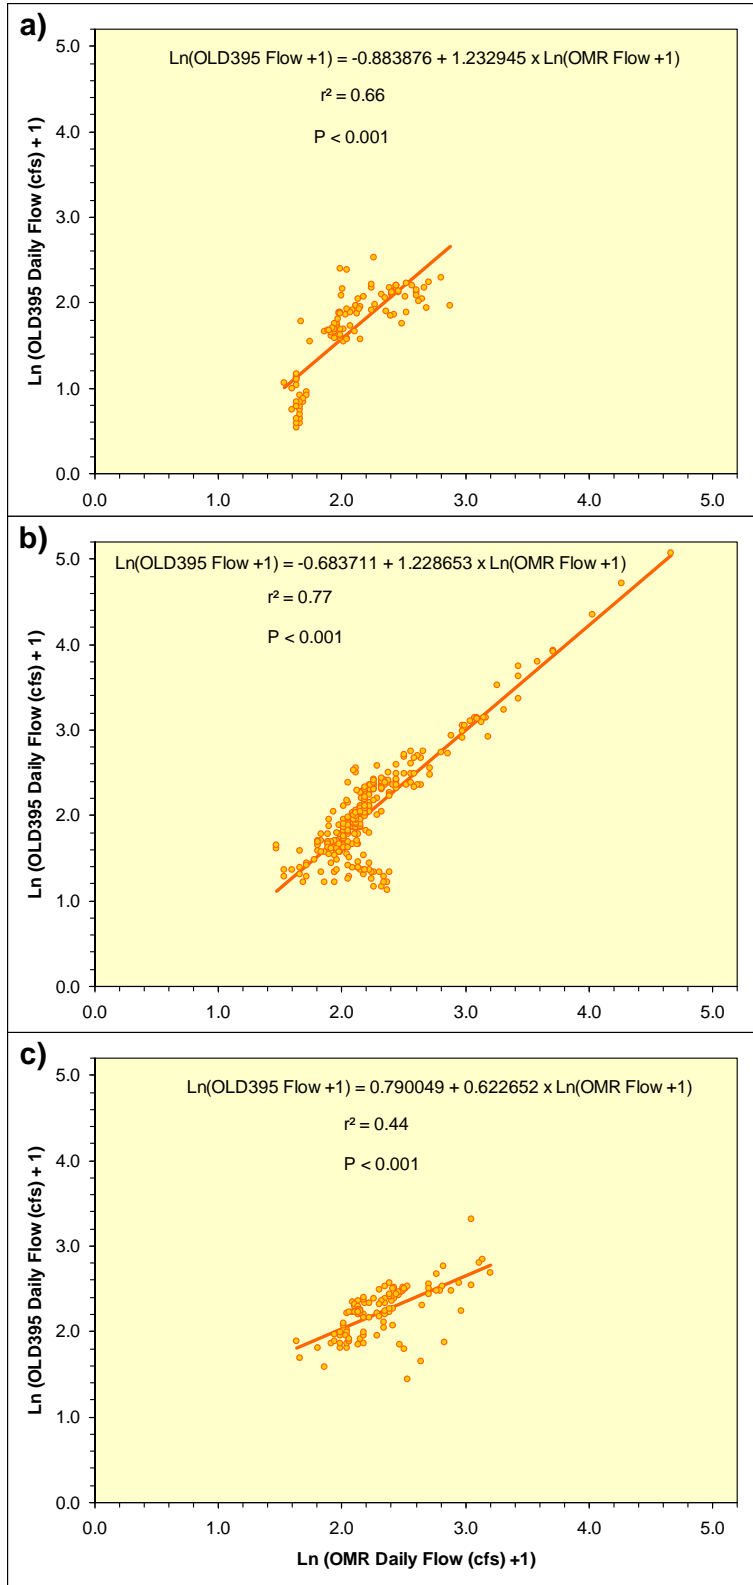 a)
Ln(OLD395 Flow +1) = -0.883876 + 1.232945 x Ln(OMR Flow +1)
r² = 0.66
P < 0.001
Ln (OLD395 Daily Flow (cfs) + 1)
5.0
4.0
3.0
2.0
1.0
0.0
0.0 1.0 2.0 3.0 4.0 5.0
b)
Ln(OLD395 Flow +1) = -0.683711 + 1.228653 x Ln(OMR Flow +1)
r² = 0.77
P < 0.001
Ln (OLD395 Daily Flow (cfs) + 1)
5.0
4.0
3.0
2.0
1.0
0.0
0.0 1.0 2.0 3.0 4.0 5.0
c)
Ln(OLD395 Flow +1) = 0.790049 + 0.622652 x Ln(OMR Flow +1)
r² = 0.44
P < 0.001
Ln (OLD395 Daily Flow (cfs) + 1)
5.0
4.0
3.0
2.0
1.0
0.0
0.0 1.0 2.0 3.0 4.0 5.0
Ln (OMR Daily Flow (cfs) +1)